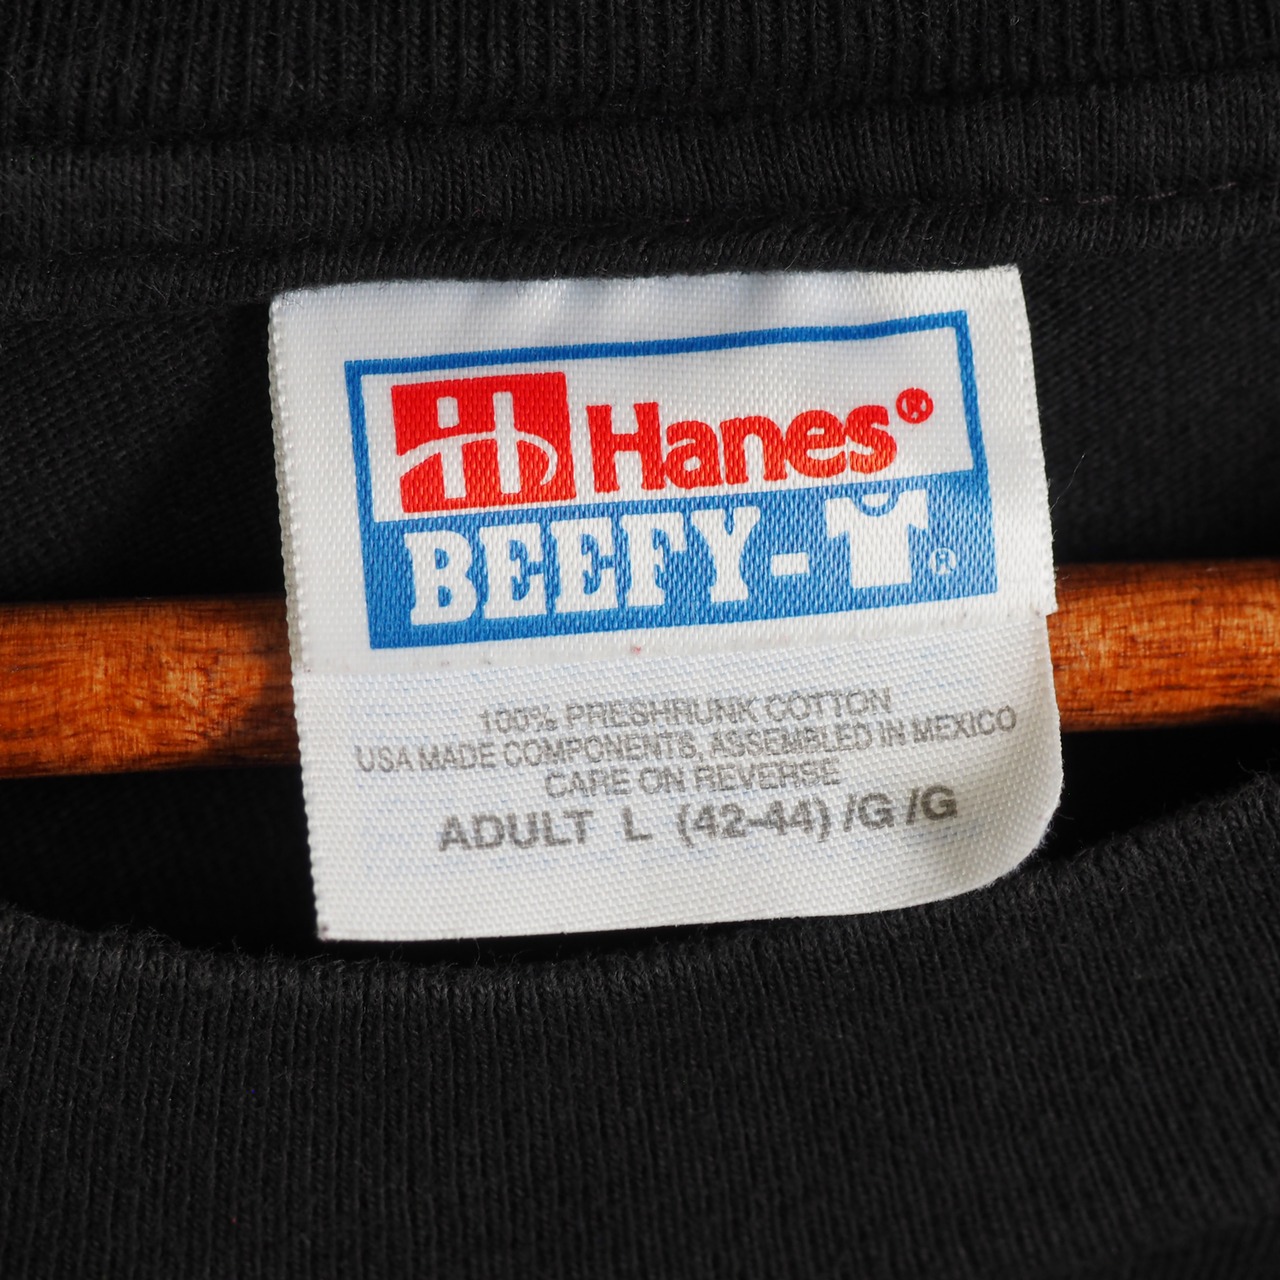 Hanes®
BEEFY-T®
100% PRESHRUNK COTTON
USA MADE COMPONENTS, ASSEMBLED IN MEXICO
CARE ON REVERSE
ADULT L (42-44) /G /G